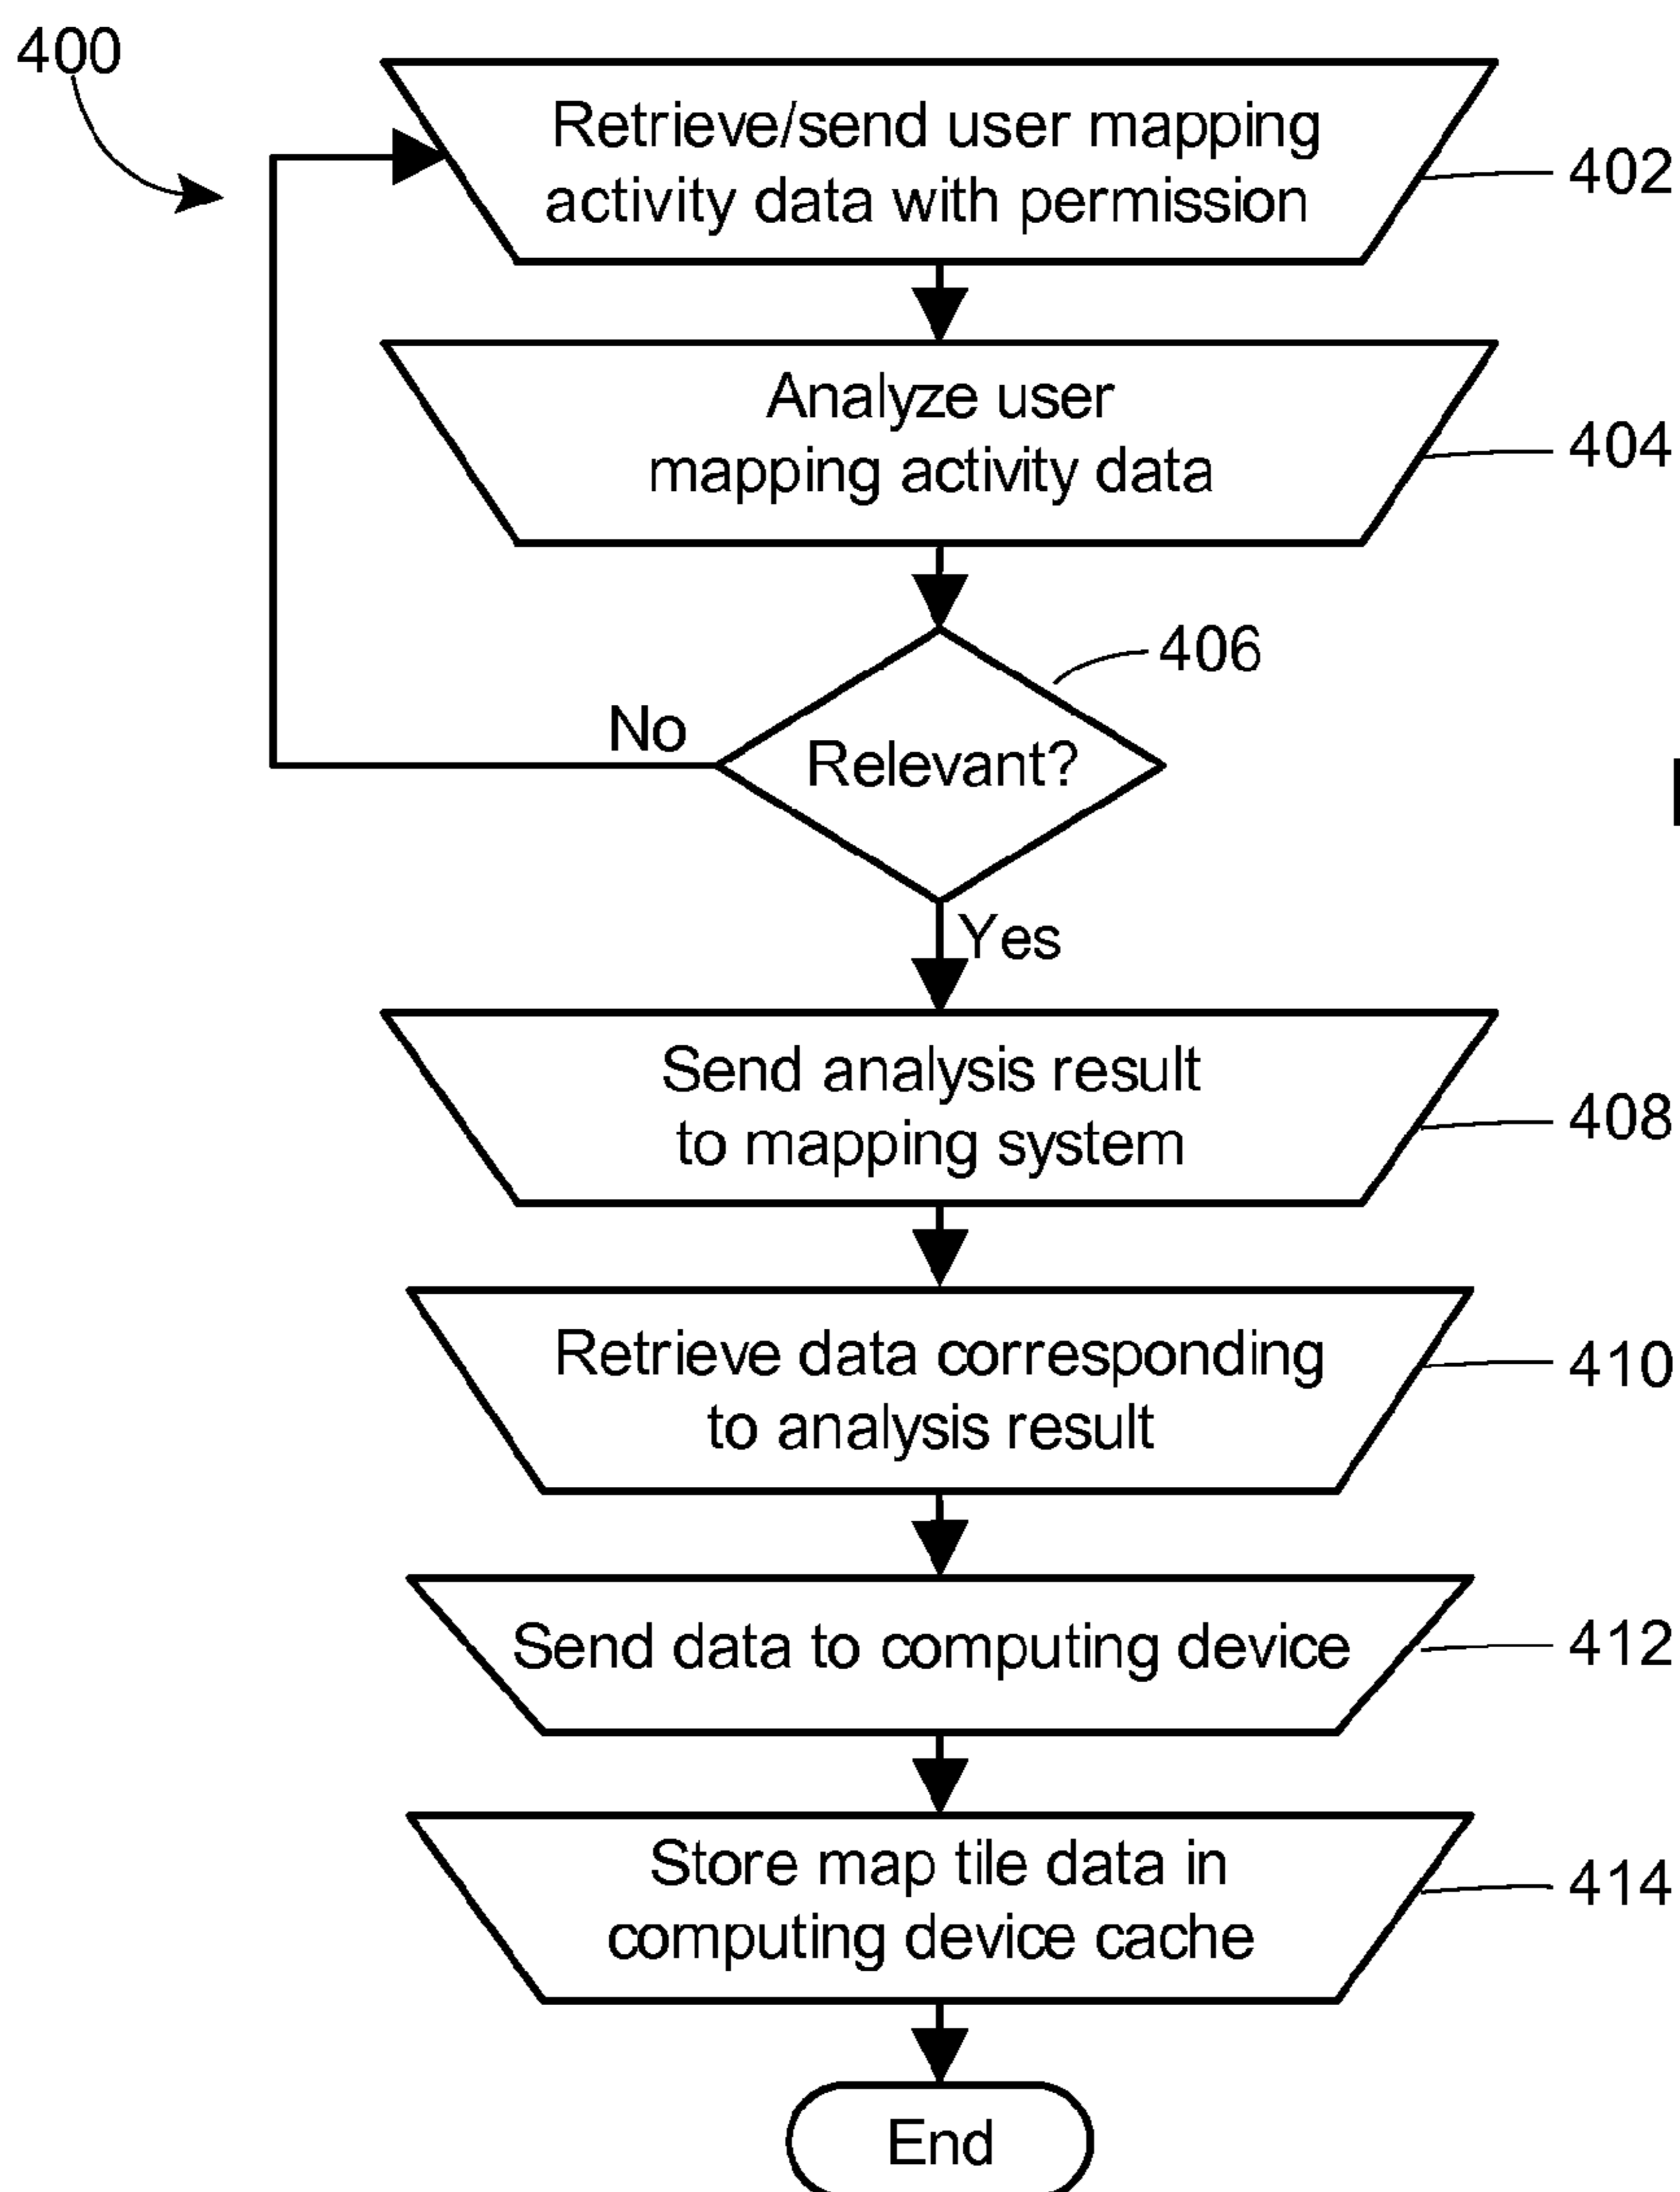 400
Retrieve/send user mapping
activity data with permission
402
Analyze user
mapping activity data
404
406
No
Relevant?
Yes
Send analysis result
to mapping system
408
Retrieve data corresponding
to analysis result
410
Send data to computing device
412
Store map tile data in
computing device cache
414
End